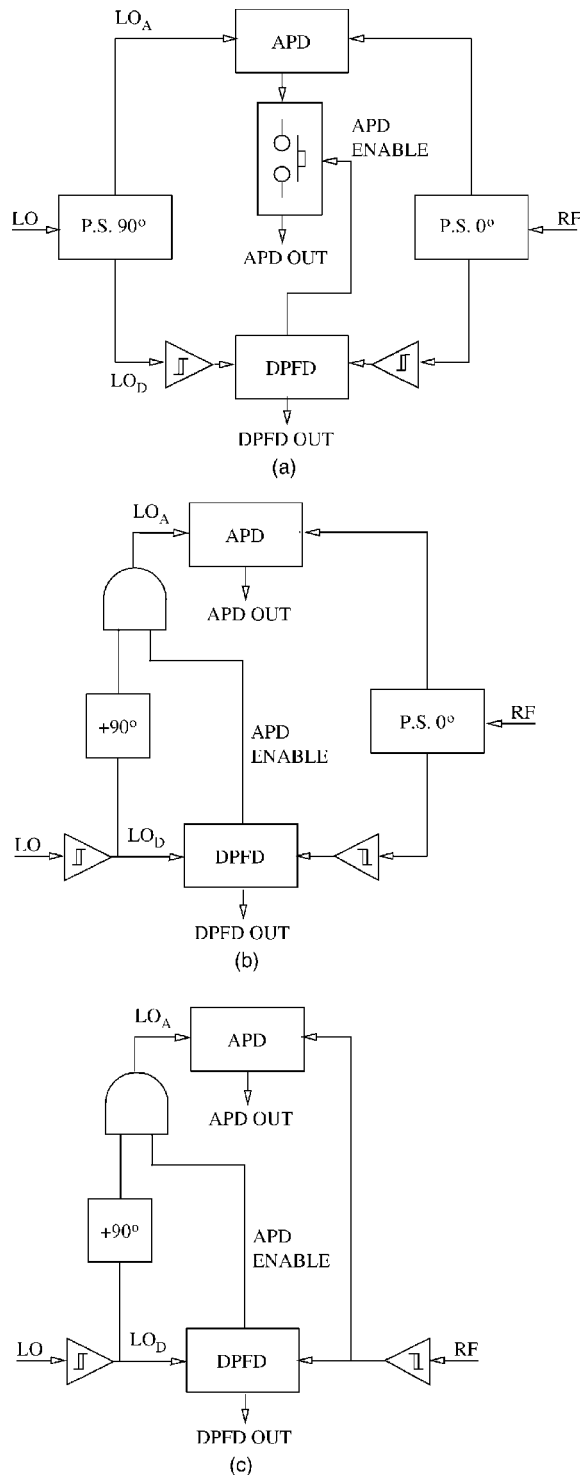 LO_A
APD
APD
ENABLE
LO
P.S. 90°
P.S. 0°
RF
APD OUT
LO_D
DPFD
DPFD OUT
(a)
LO_A
APD
APD OUT
+90°
P.S. 0°
RF
APD
ENABLE
LO
LO_D
DPFD
DPFD OUT
(b)
LO_A
APD
APD OUT
+90°
APD
ENABLE
LO
LO_D
DPFD
RF
DPFD OUT
(c)